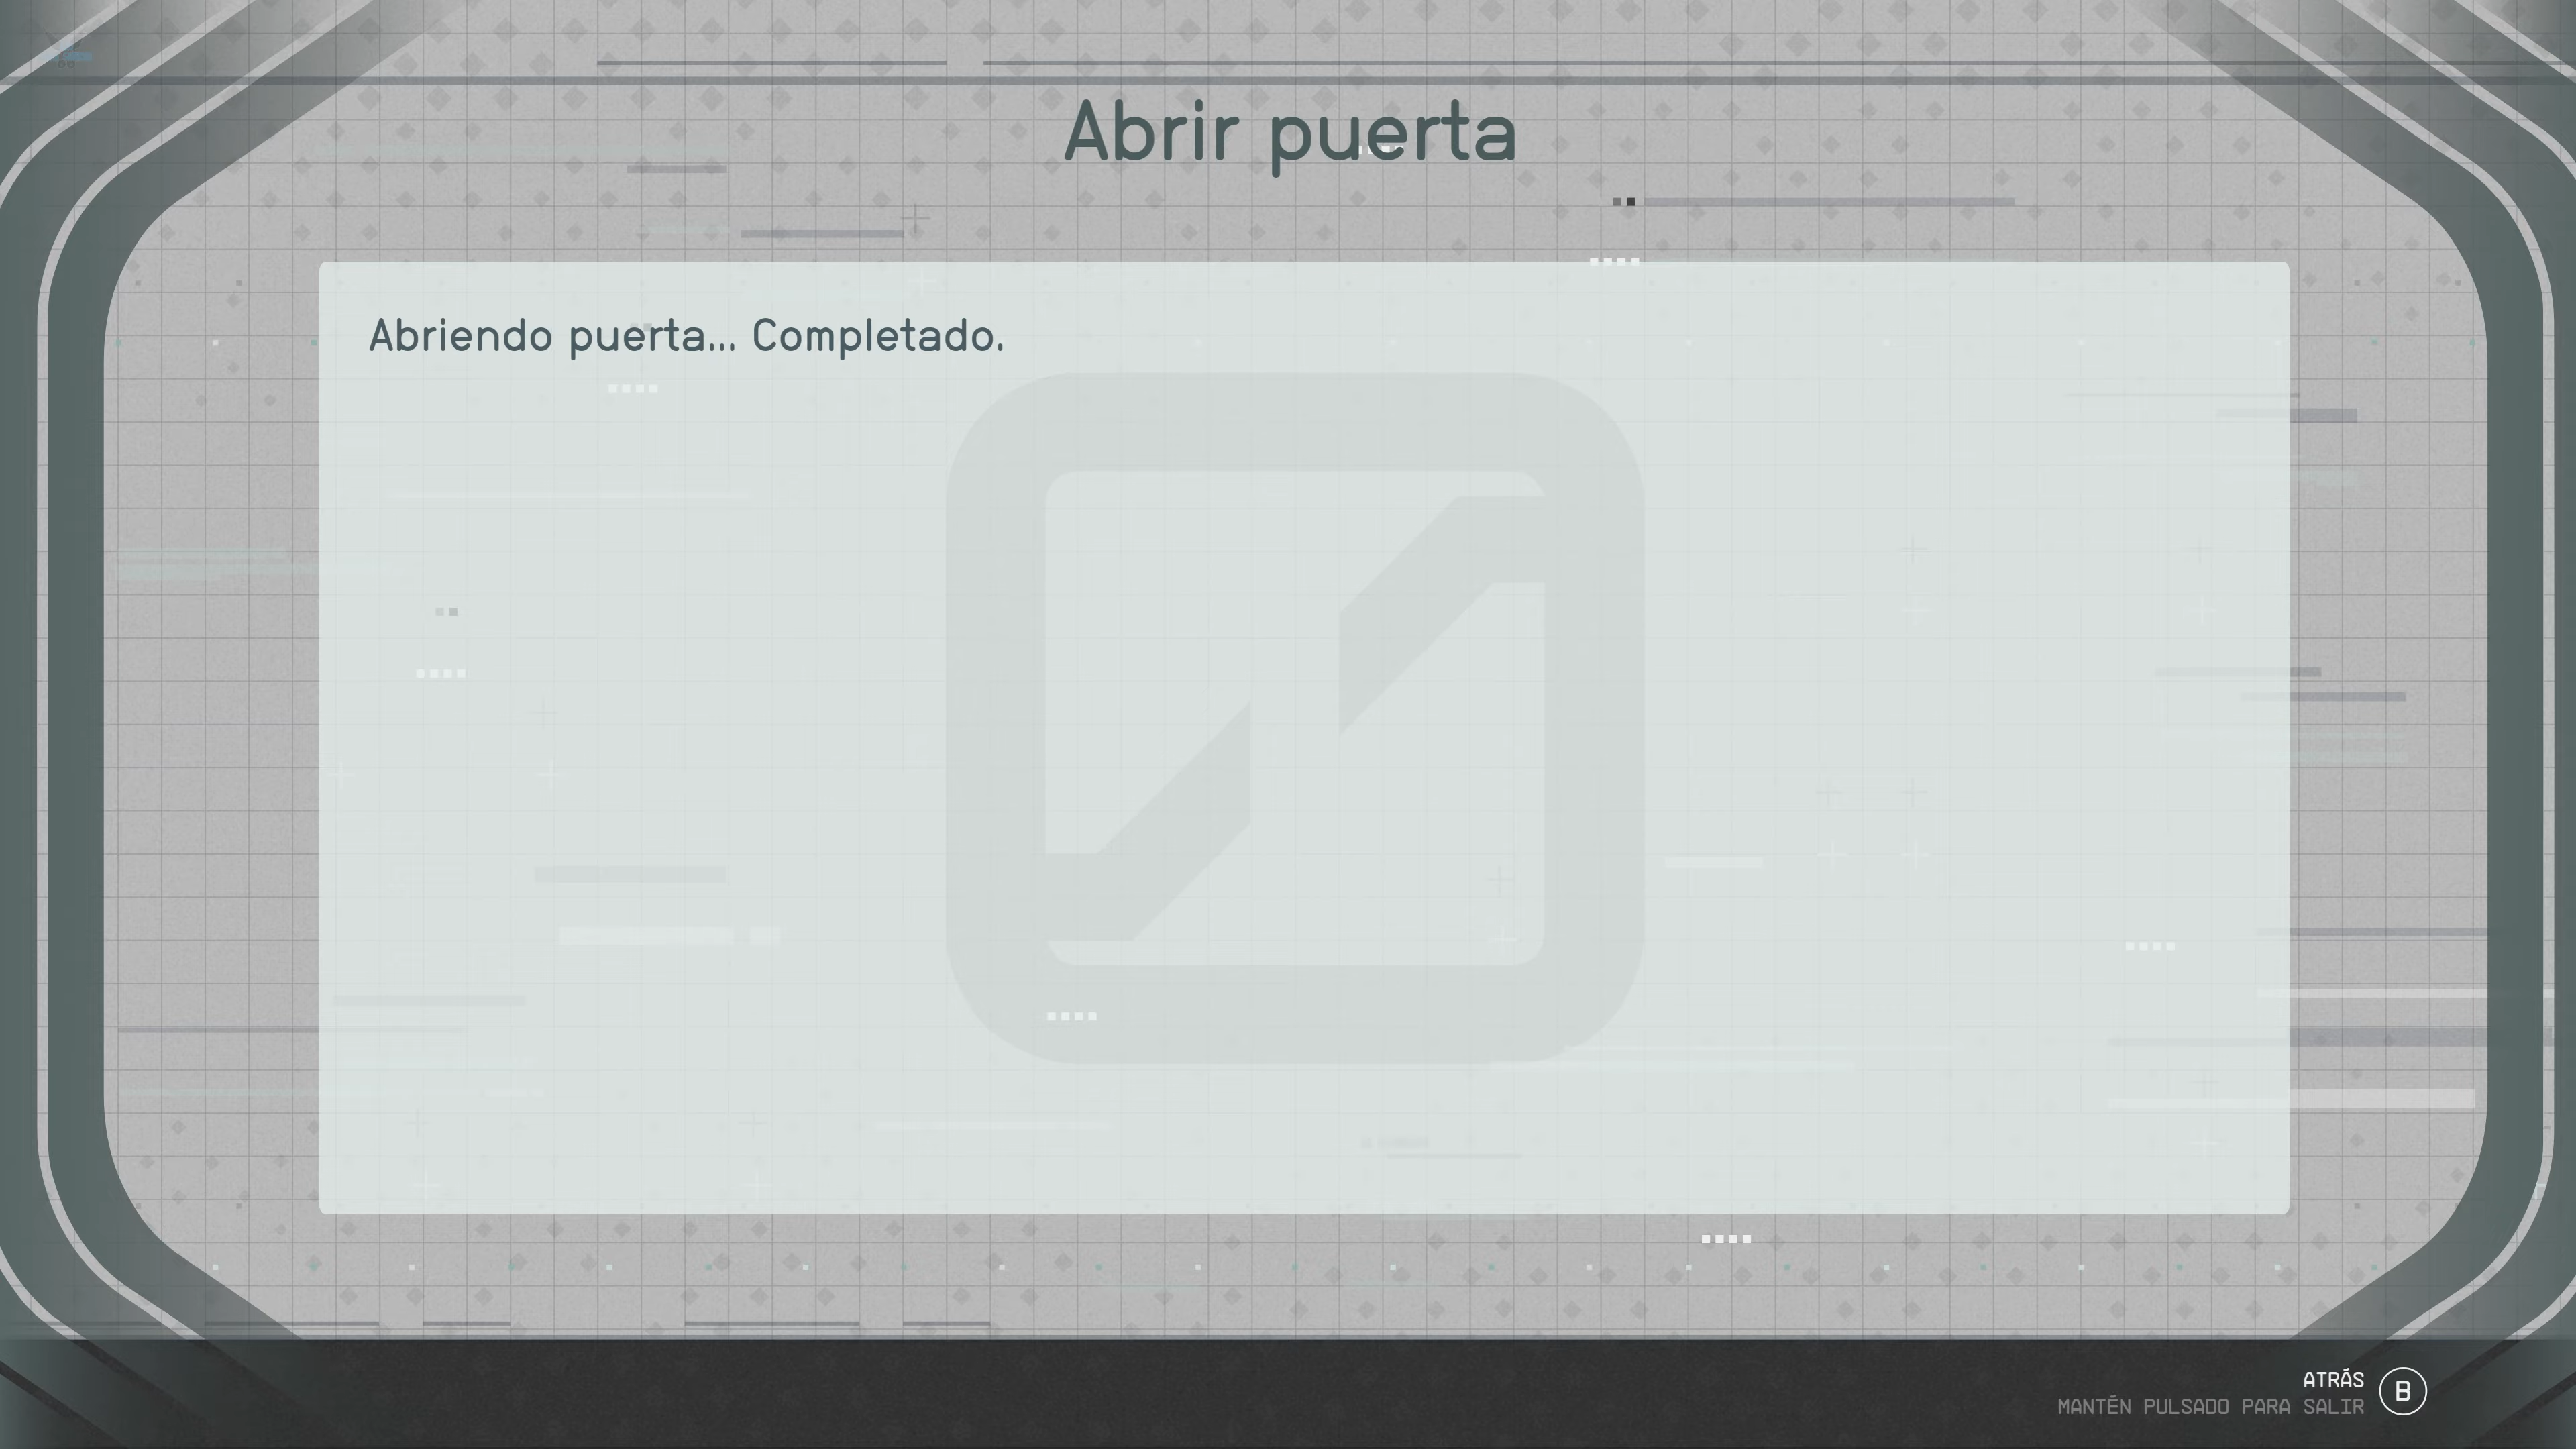 Abrir puerta
Abriendo puerta... Completado.
ATRÁS
B
MANTÉN PULSADO PARA SALIR